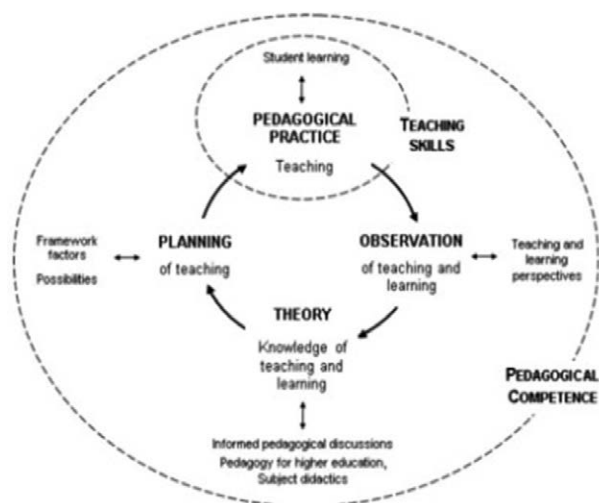 Student learning
PEDAGOGICAL
PRACTICE
Teaching
TEACHING
SKILLS
Framework
factors
Possibilities
PLANNING
of teaching
OBSERVATION
of teaching and
learning
Teaching and
learning
perspectives
THEORY
Knowledge of
teaching and
learning
PEDAGOGICAL
COMPETENCE
Informed pedagogical discussions
Pedagogy for higher education,
Subject didactics